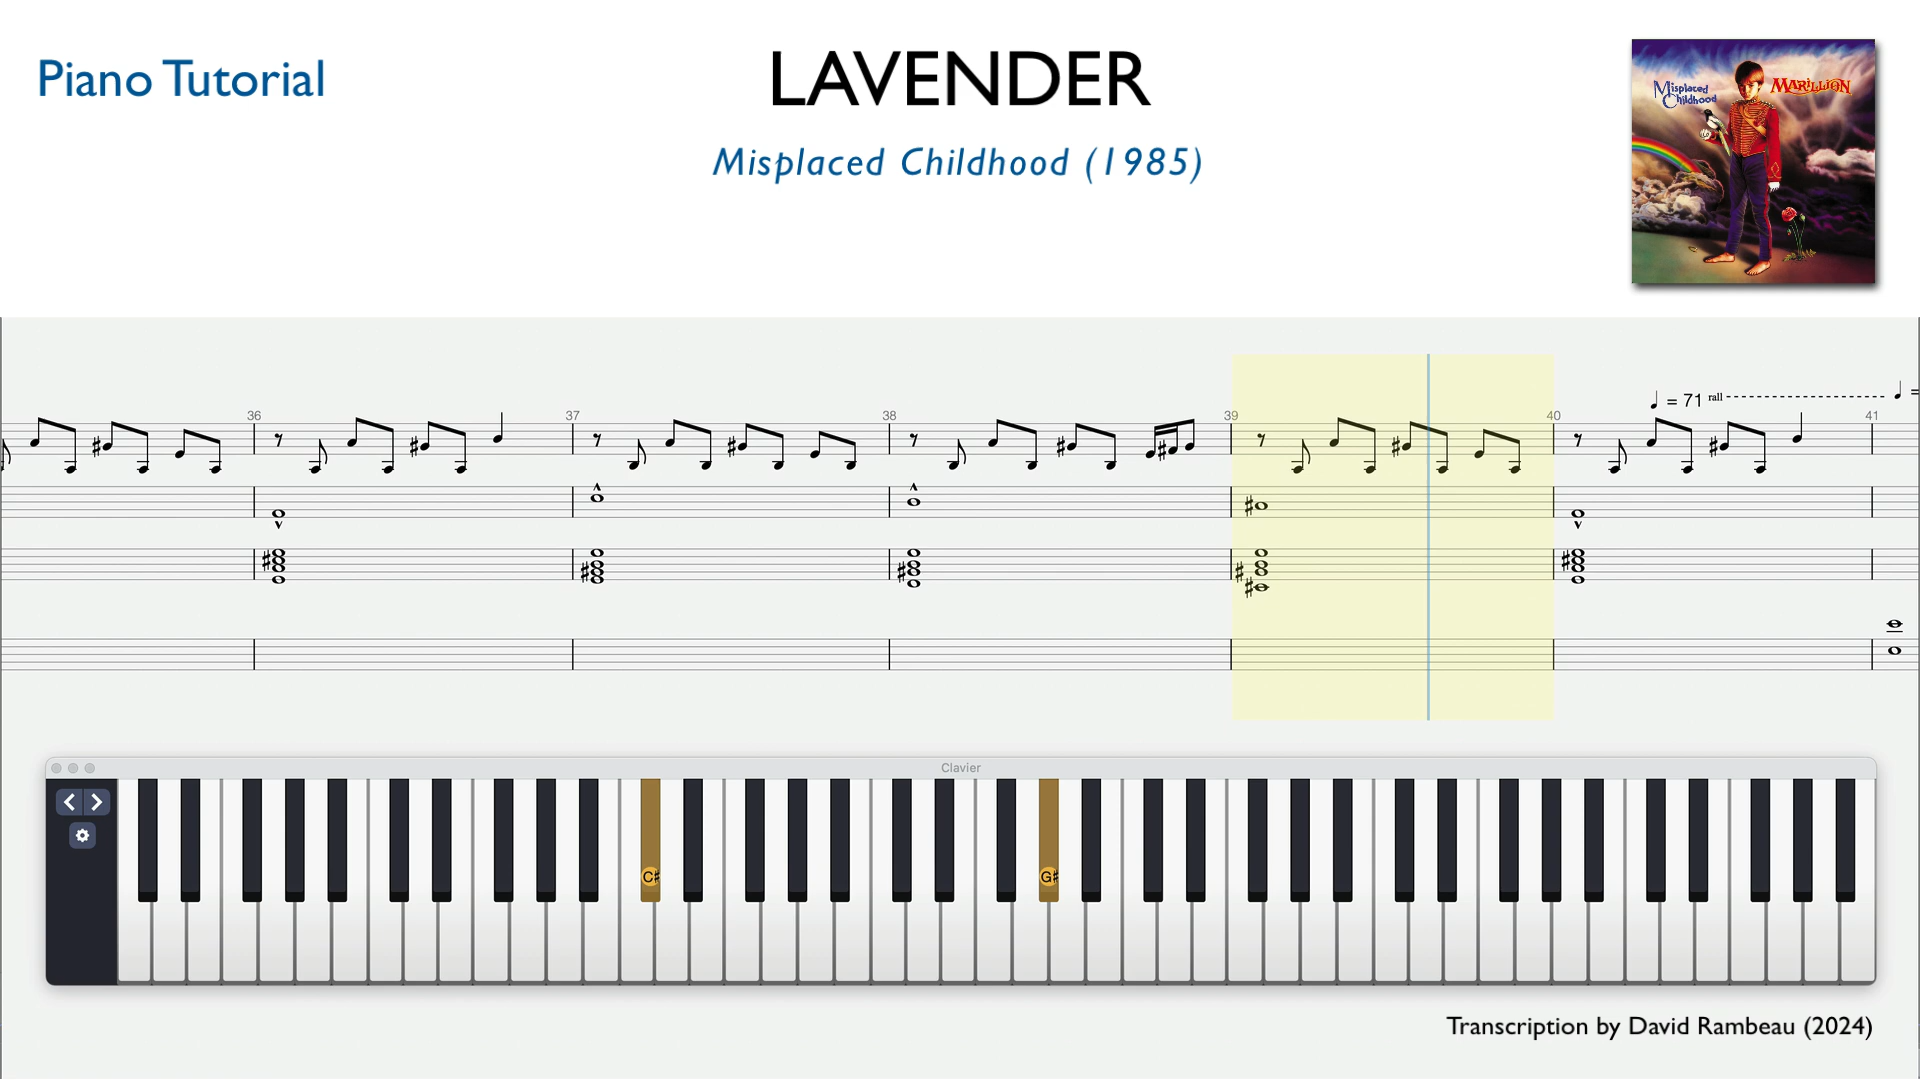 Piano Tutorial
LAVENDER
Misplaced Childhood (1985)
Misplaced Childhood
MARILLION
♩ = 71 rall
♩ =
36 37 38 39 40 41
Clavier
C# G#
Transcription by David Rambeau (2024)